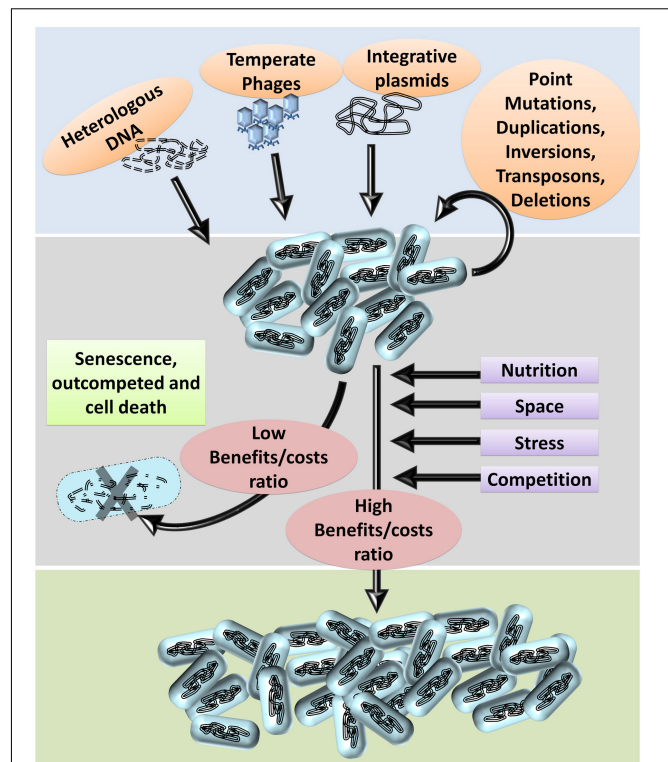 Heterologous
DNA
Temperate
Phages
Integrative
plasmids
Point
Mutations,
Duplications,
Inversions,
Transposons,
Deletions
Senescence,
outcompeted and
cell death
Nutrition
Space
Stress
Competition
Low
Benefits/costs
ratio
High
Benefits/costs
ratio